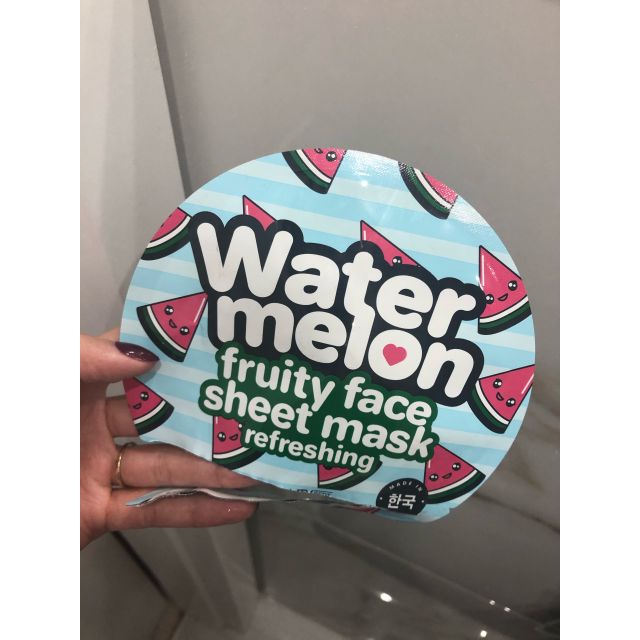 Water
melon
fruity face
sheet mask
refreshing
MADE IN
한국